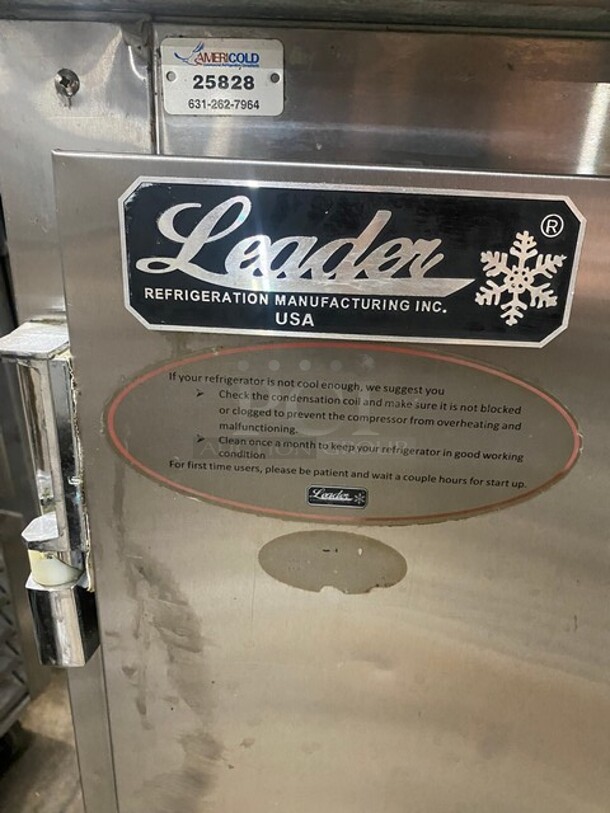 AMERICOLD
25828
631-262-7964
Leader
®
REFRIGERATION MANUFACTURING INC.
USA
If your refrigerator is not cool enough, we suggest you
➢ Check the condensation coil and make sure it is not blocked
or clogged to prevent the compressor from overheating and
malfunctioning.
➢ Clean once a month to keep your refrigerator in good working
condition
For first time users, please be patient and wait a couple hours for start up.
Leader